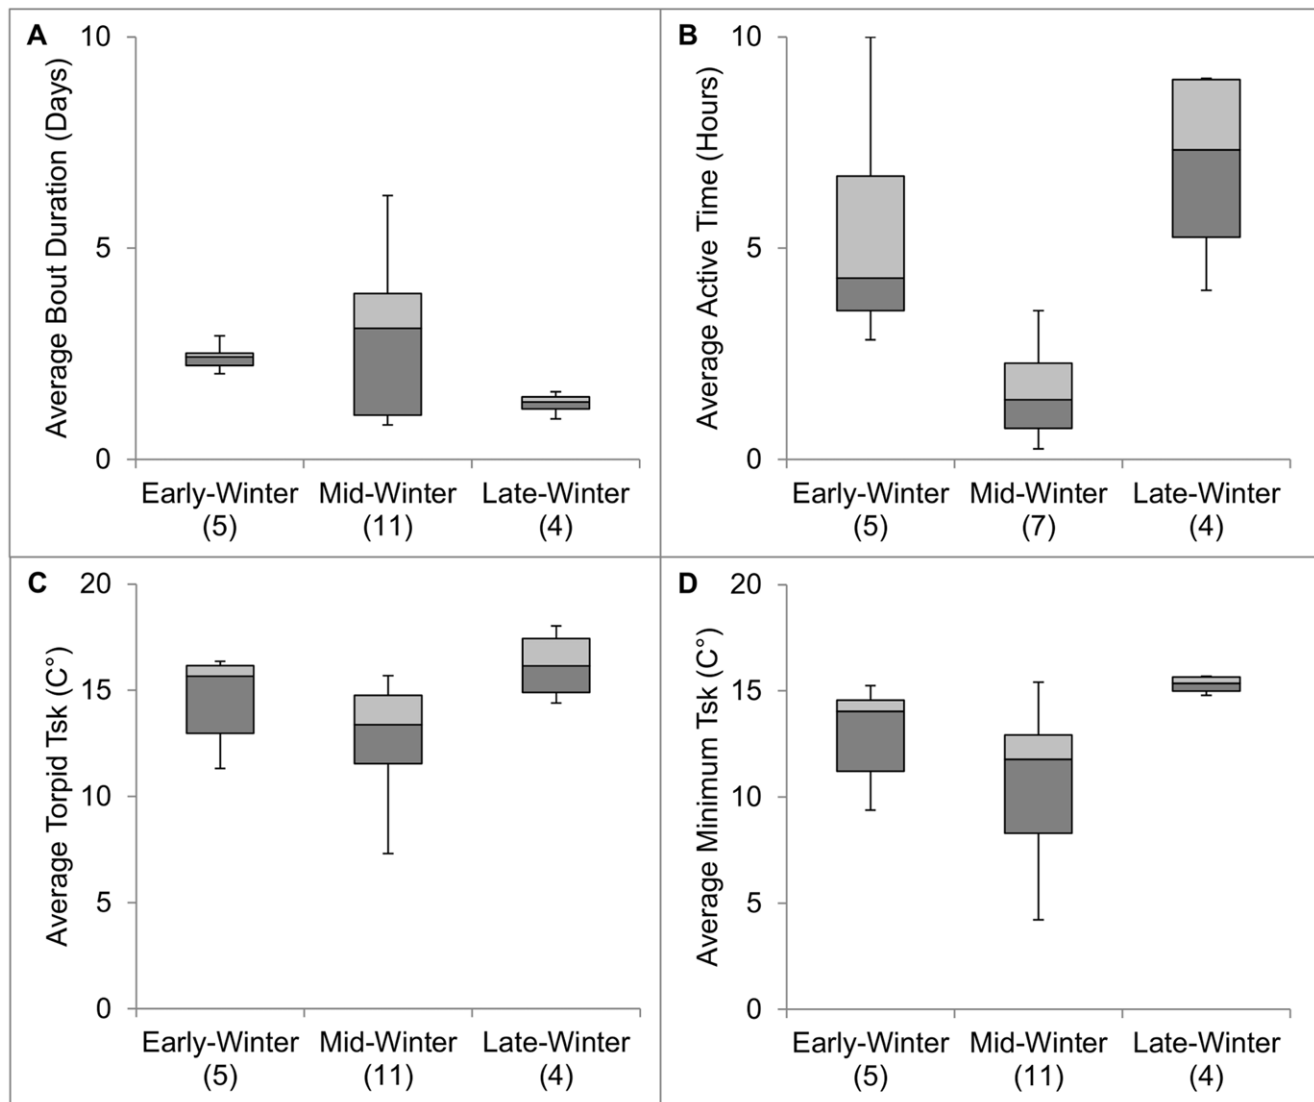 A
Average Bout Duration (Days)
10
5
0
Early-Winter Mid-Winter Late-Winter
(5) (11) (4)
B
Average Active Time (Hours)
10
5
0
Early-Winter Mid-Winter Late-Winter
(5) (7) (4)
C
Average Torpid Tsk (C°)
20
15
10
5
0
Early-Winter Mid-Winter Late-Winter
(5) (11) (4)
D
Average Minimum Tsk (C°)
20
15
10
5
0
Early-Winter Mid-Winter Late-Winter
(5) (11) (4)